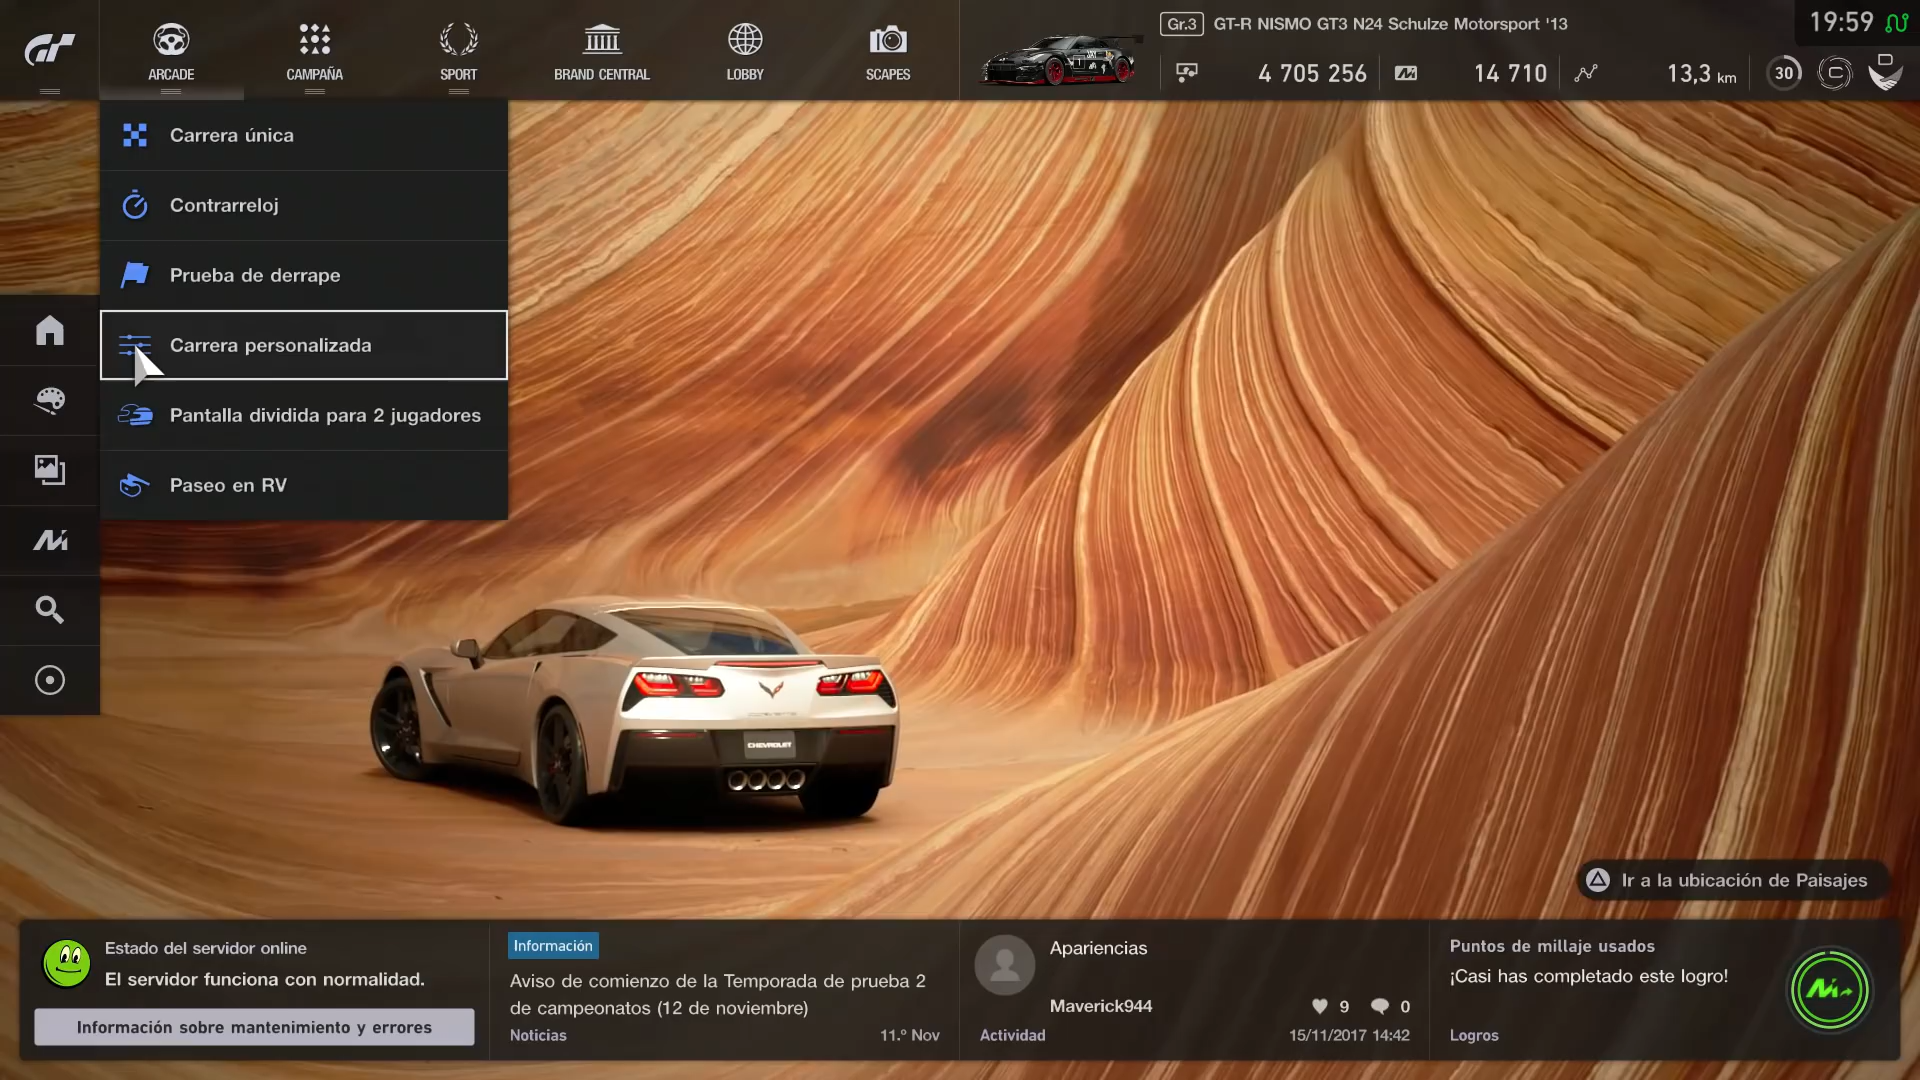 ARCADE
CAMPAÑA
SPORT
BRAND CENTRAL
LOBBY
SCAPES
Gr.3 GT-R NISMO GT3 N24 Schulze Motorsport '13
4 705 256
14 710
13,3 km
30
19:59
Carrera única
Contrarreloj
Prueba de derrape
Carrera personalizada
Pantalla dividida para 2 jugadores
Paseo en RV
CHEVROLET
Ir a la ubicación de Paisajes
Estado del servidor online
El servidor funciona con normalidad.
Información sobre mantenimiento y errores
Información
Aviso de comienzo de la Temporada de prueba 2
de campeonatos (12 de noviembre)
Noticias 11.º Nov
Apariencias
Maverick944 9 0
Actividad 15/11/2017 14:42
Puntos de millaje usados
¡Casi has completado este logro!
Logros